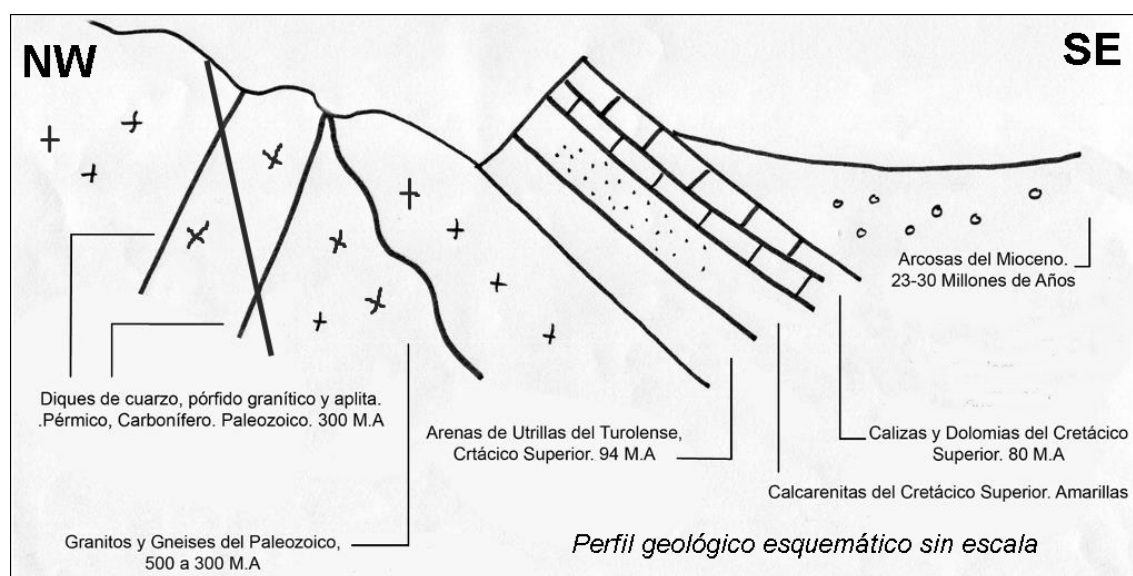 NW
SE
Arcosas del Mioceno.
23-30 Millones de Años
Diques de cuarzo, pórfido granítico y aplita.
.Pérmico, Carbonífero. Paleozoico. 300 M.A
Arenas de Utrillas del Turolense,
Crtácico Superior. 94 M.A
Calizas y Dolomias del Cretácico
Superior. 80 M.A
Calcarenitas del Cretácico Superior. Amarillas
Granitos y Gneises del Paleozoico,
500 a 300 M.A
Perfil geológico esquemático sin escala